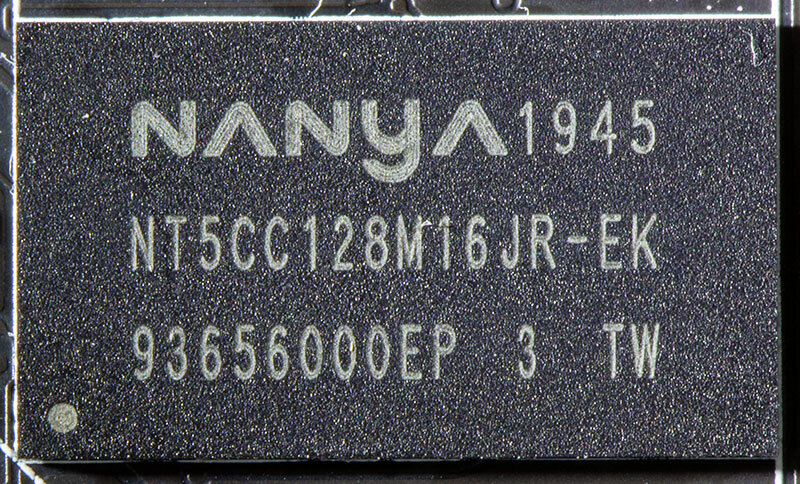 NANYA 1945
NT5CC128M16JR-EK
93656000EP 3 TW